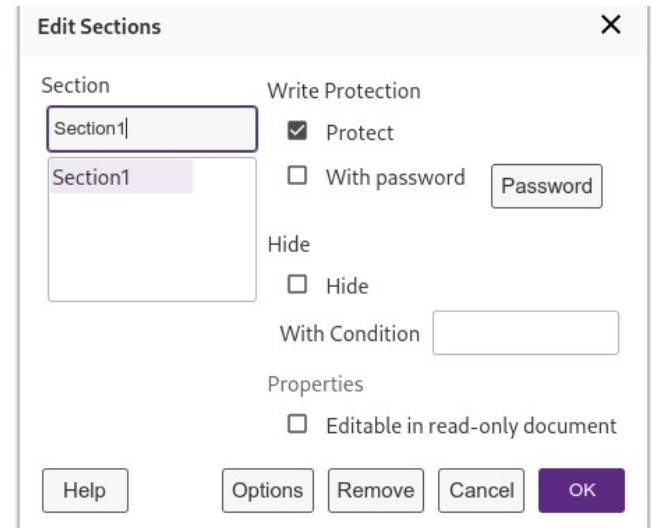 Edit Sections
Section
Section1
Section1
Write Protection
Protect
With password
Password
Hide
Hide
With Condition
Properties
Editable in read-only document
Help
Options
Remove
Cancel
OK